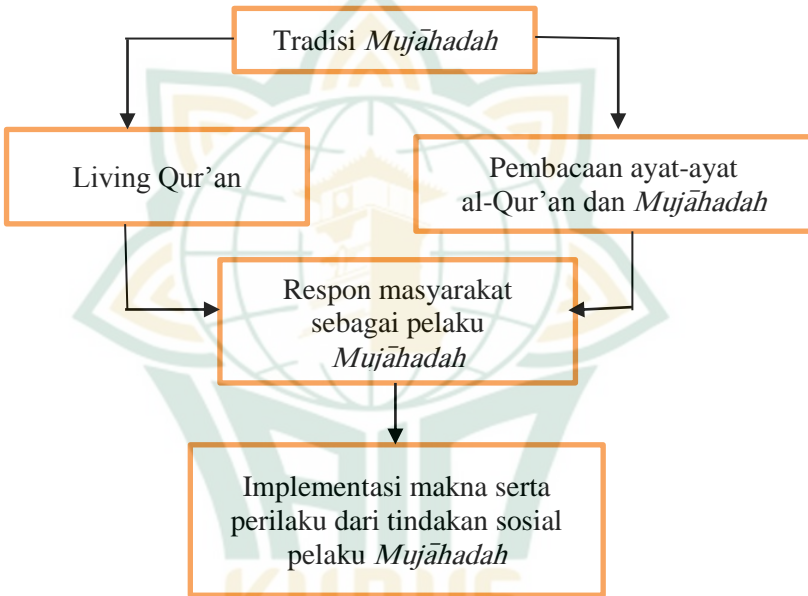 Tradisi Mujāhadah
Living Qur’an
Pembacaan ayat-ayat
al-Qur’an dan Mujāhadah
Respon masyarakat
sebagai pelaku
Mujāhadah
Implementasi makna serta
perilaku dari tindakan sosial
pelaku Mujāhadah
KUDUS